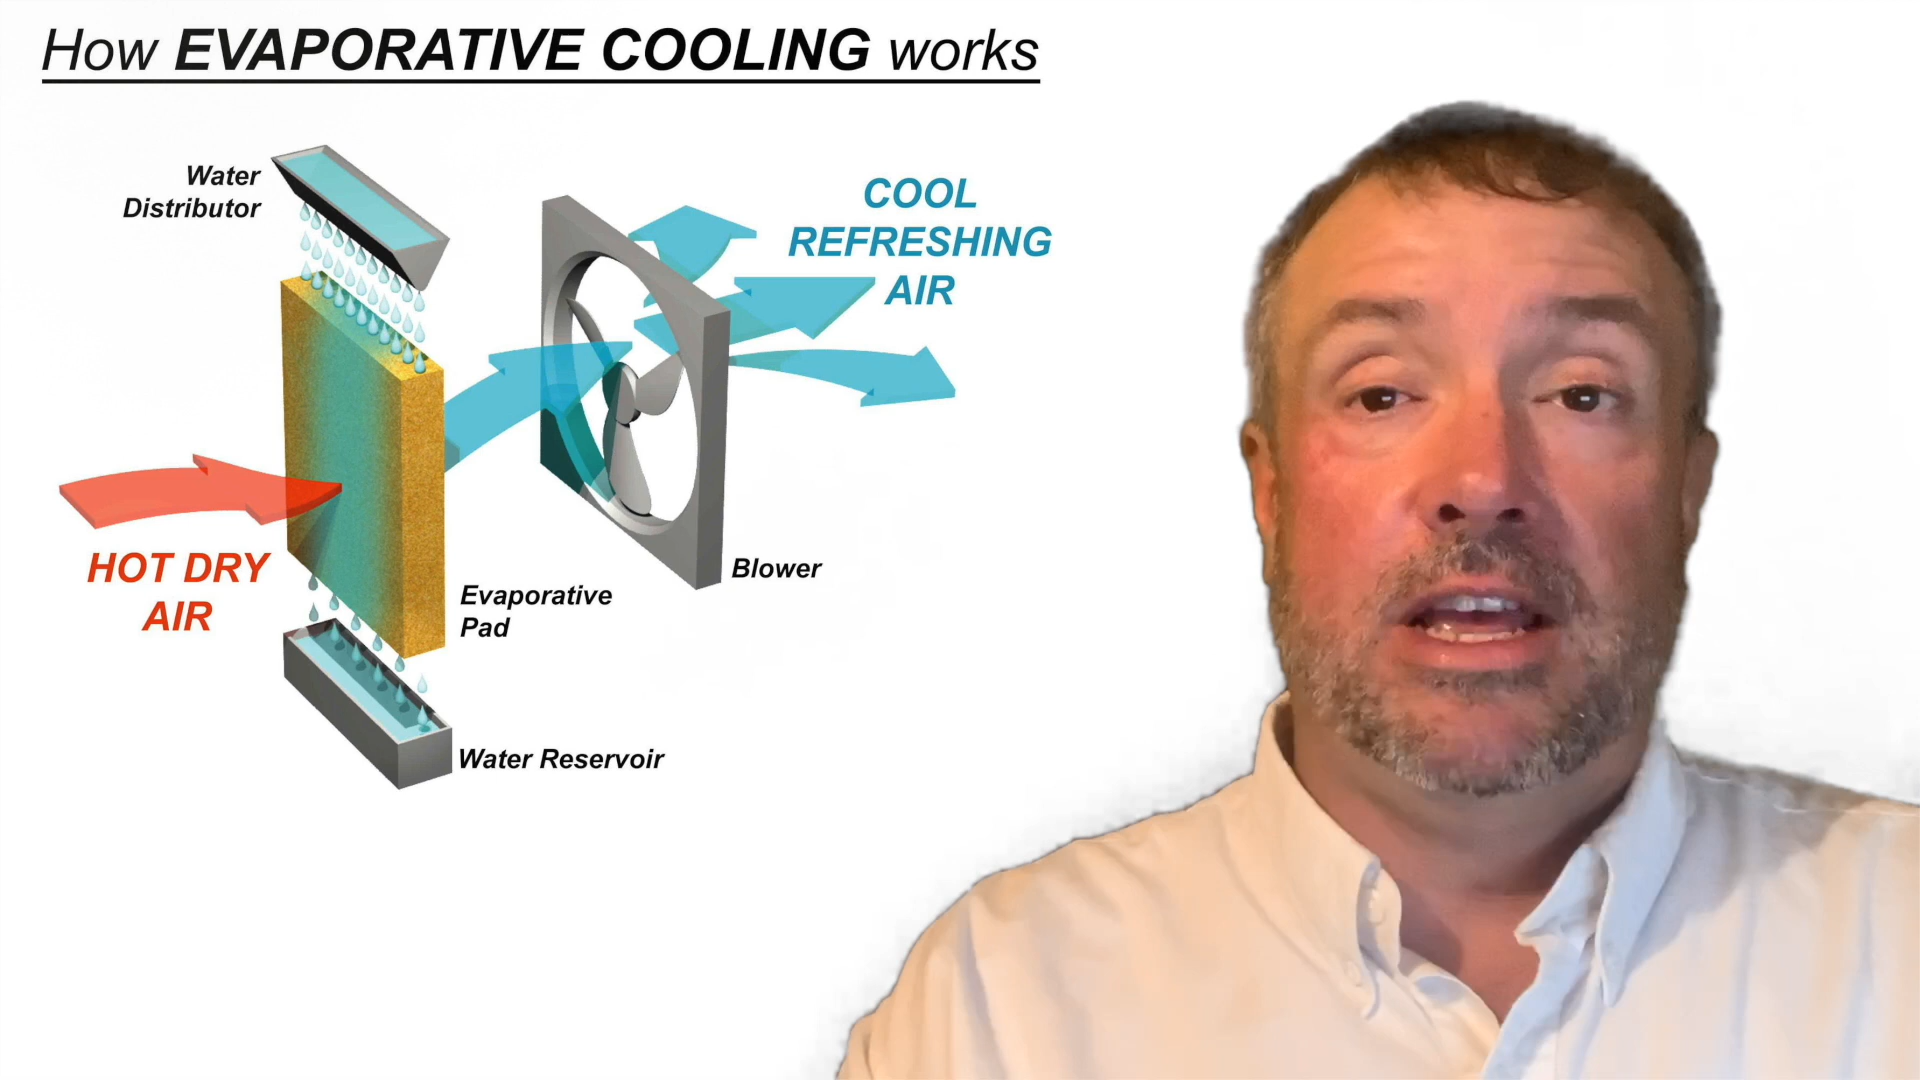 How EVAPORATIVE COOLING works
Water
Distributor
COOL
REFRESHING
AIR
HOT DRY
AIR
Blower
Evaporative
Pad
Water Reservoir